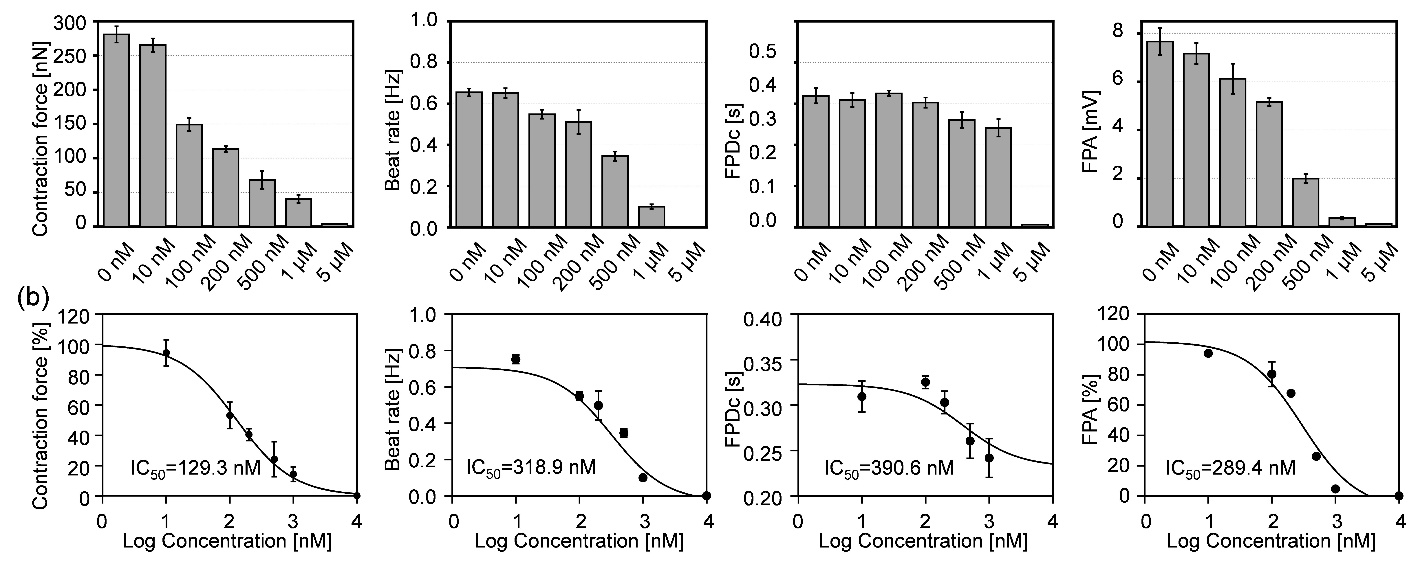 Contraction force [nN]
300
250
200
150
100
50
0
0 nM
10 nM
100 nM
200 nM
500 nM
1 µM
5 µM
Beat rate [Hz]
1.0
0.8
0.6
0.4
0.2
0.0
0 nM
10 nM
100 nM
200 nM
500 nM
1 µM
5 µM
FPDc [s]
0.5
0.4
0.3
0.2
0.1
0.0
0 nM
10 nM
100 nM
200 nM
500 nM
1 µM
5 µM
FPA [mV]
8
6
4
2
0
0 nM
10 nM
100 nM
200 nM
500 nM
1 µM
5 µM
(b)
Contraction force [%]
120
100
80
60
40
20
0
IC50=129.3 nM
0 1 2 3 4
Log Concentration [nM]
Beat rate [Hz]
1.0
0.8
0.6
0.4
0.2
0.0
IC50=318.9 nM
0 1 2 3 4
Log Concentration [nM]
FPDc [s]
0.40
0.35
0.30
0.25
0.20
IC50=390.6 nM
0 1 2 3 4
Log Concentration [nM]
FPA [%]
120
100
80
60
40
20
0
IC50=289.4 nM
0 1 2 3 4
Log Concentration [nM]